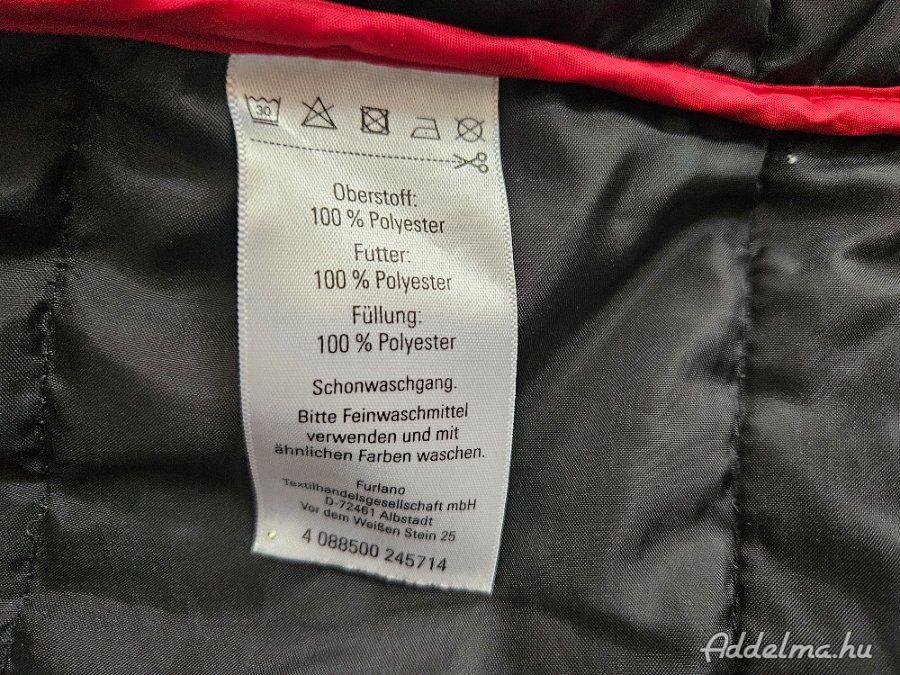 30
Oberstoff:
100 % Polyester
Futter:
100 % Polyester
Füllung:
100 % Polyester
Schonwaschgang.
Bitte Feinwaschmittel
verwenden und mit
ähnlichen Farben waschen.
Furlano
Textilhandelsgesellschaft mbH
D-72461 Albstadt
Vor dem Weißen Stein 25
4 088500 245714
Addelma.hu